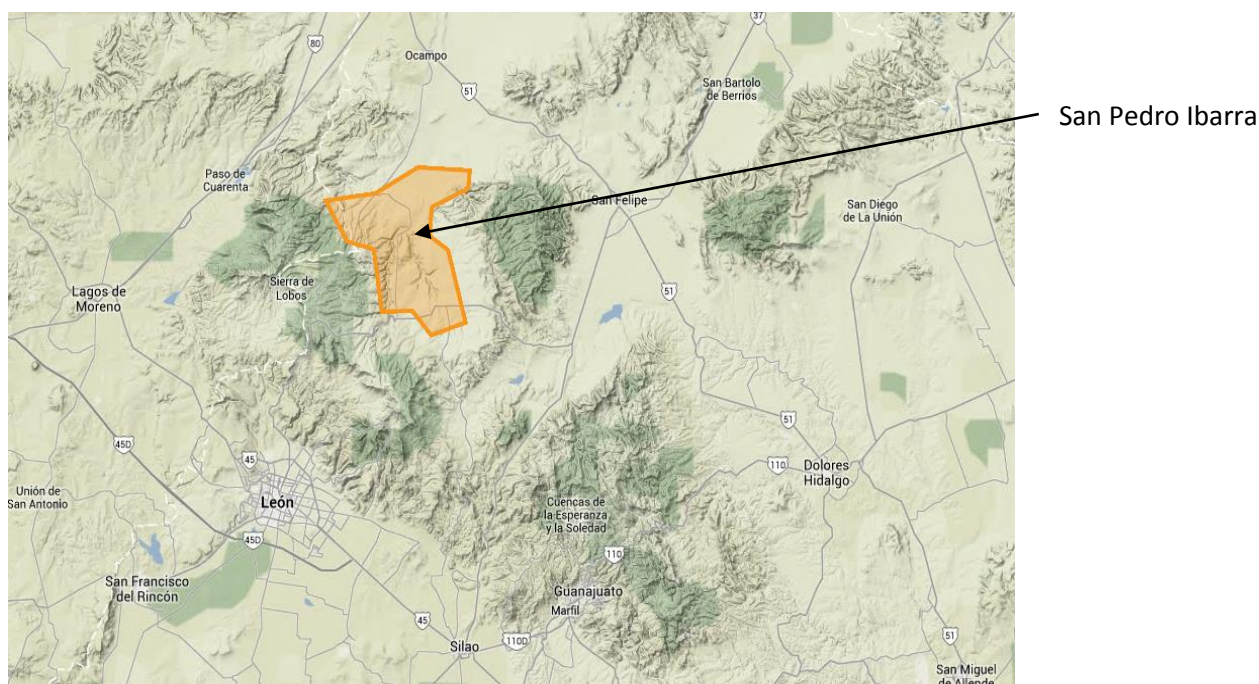 37
80
Ocampo
51
San Bartolo
de Berrios
San Pedro Ibarra
Paso de
Cuarenta
San Felipe
San Diego
de La Unión
Sierra de
Lobos
Lagos de
Moreno
51
51
45D
45
110
Dolores
Hidalgo
Unión de
San Antonio
León
Cuencas de
la Esperanza
y la Soledad
45D
110
San Francisco
del Rincón
Guanajuato
Marfil
45
Silao
110D
51
San Miguel
de Allende